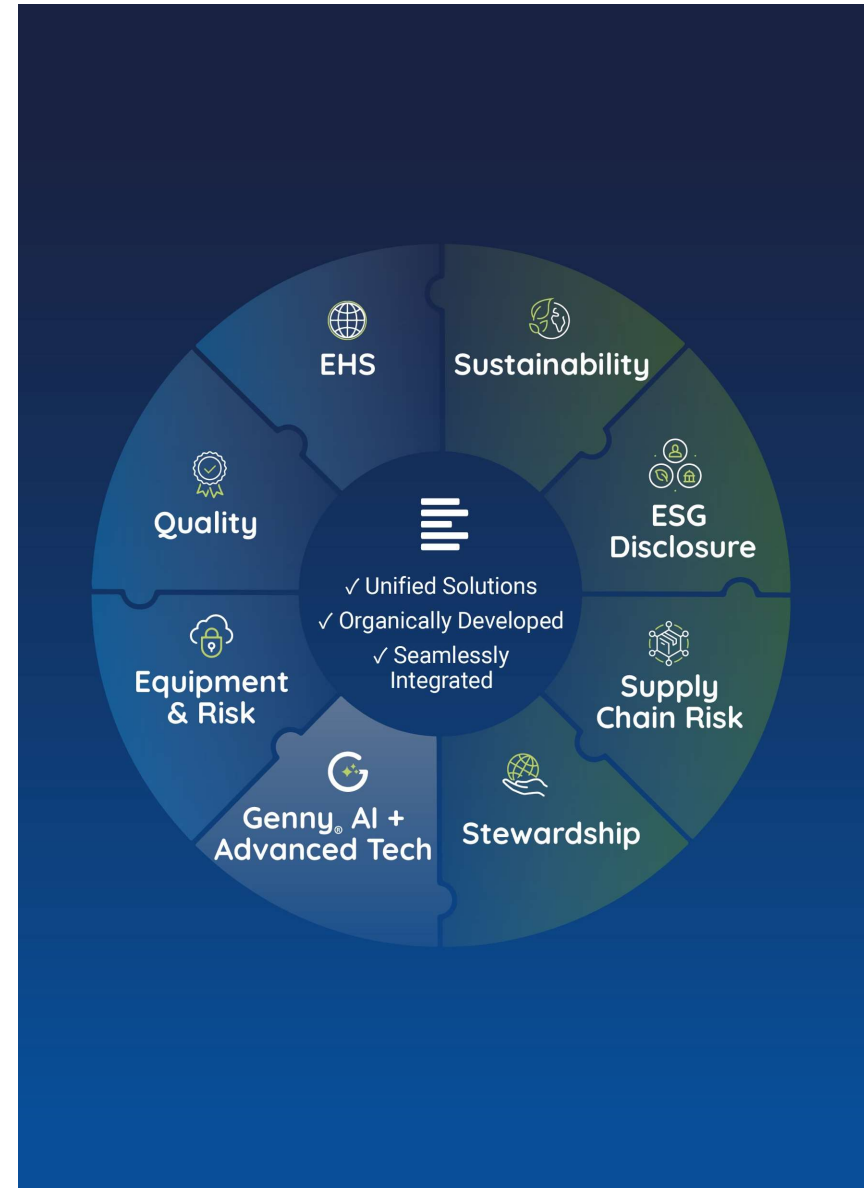 EHS
Sustainability
Quality
ESG
Disclosure
✓ Unified Solutions
✓ Organically Developed
✓ Seamlessly
Integrated
Equipment
& Risk
Supply
Chain Risk
Genny® AI +
Advanced Tech
Stewardship